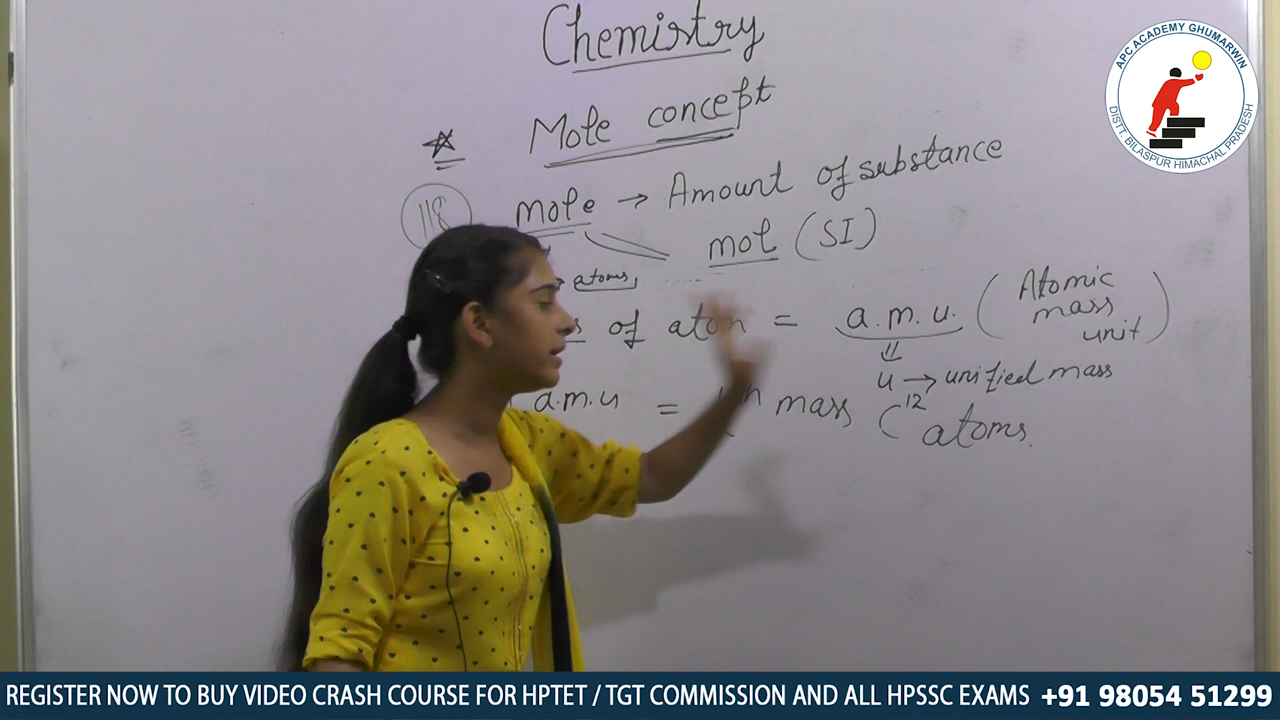 Chemistry
Mole concept
118 mole → Amount of substance
mol (SI)
atoms,
of atom = a.m.u. (Atomic mass unit)
u → unified mass
a.m.u = mass C12 atoms.
APC ACADEMY GHUMARWIN
DISTT. BILASPUR HIMACHAL PRADESH
REGISTER NOW TO BUY VIDEO CRASH COURSE FOR HPTET / TGT COMMISSION AND ALL HPSSC EXAMS +91 98054 51299